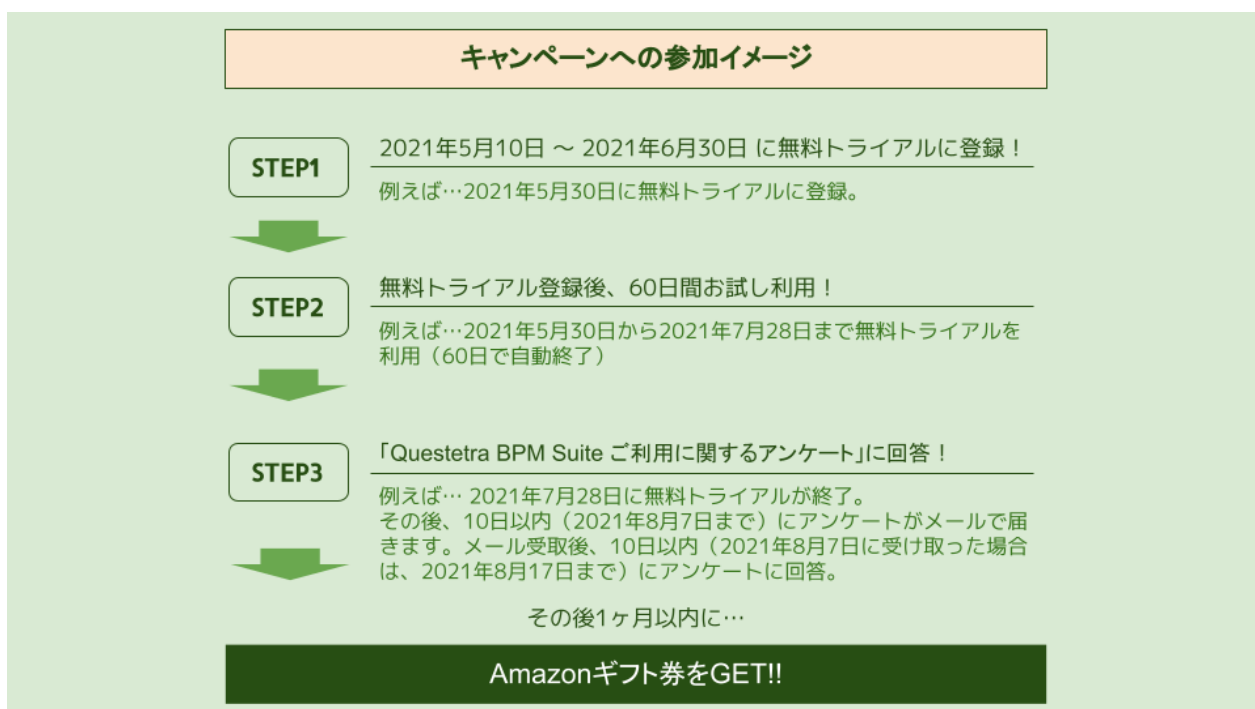 キャンペーンへの参加イメージ
STEP1
2021年5月10日 ～ 2021年6月30日 に無料トライアルに登録！
例えば…2021年5月30日に無料トライアルに登録。
STEP2
無料トライアル登録後、60日間お試し利用！
例えば…2021年5月30日から2021年7月28日まで無料トライアルを
利用（60日で自動終了）
STEP3
「Questetra BPM Suite ご利用に関するアンケート」に回答！
例えば… 2021年7月28日に無料トライアルが終了。
その後、10日以内（2021年8月7日まで）にアンケートがメールで届
きます。メール受取後、10日以内（2021年8月7日に受け取った場合
は、2021年8月17日まで）にアンケートに回答。
その後1ヶ月以内に…
Amazonギフト券をGET!!